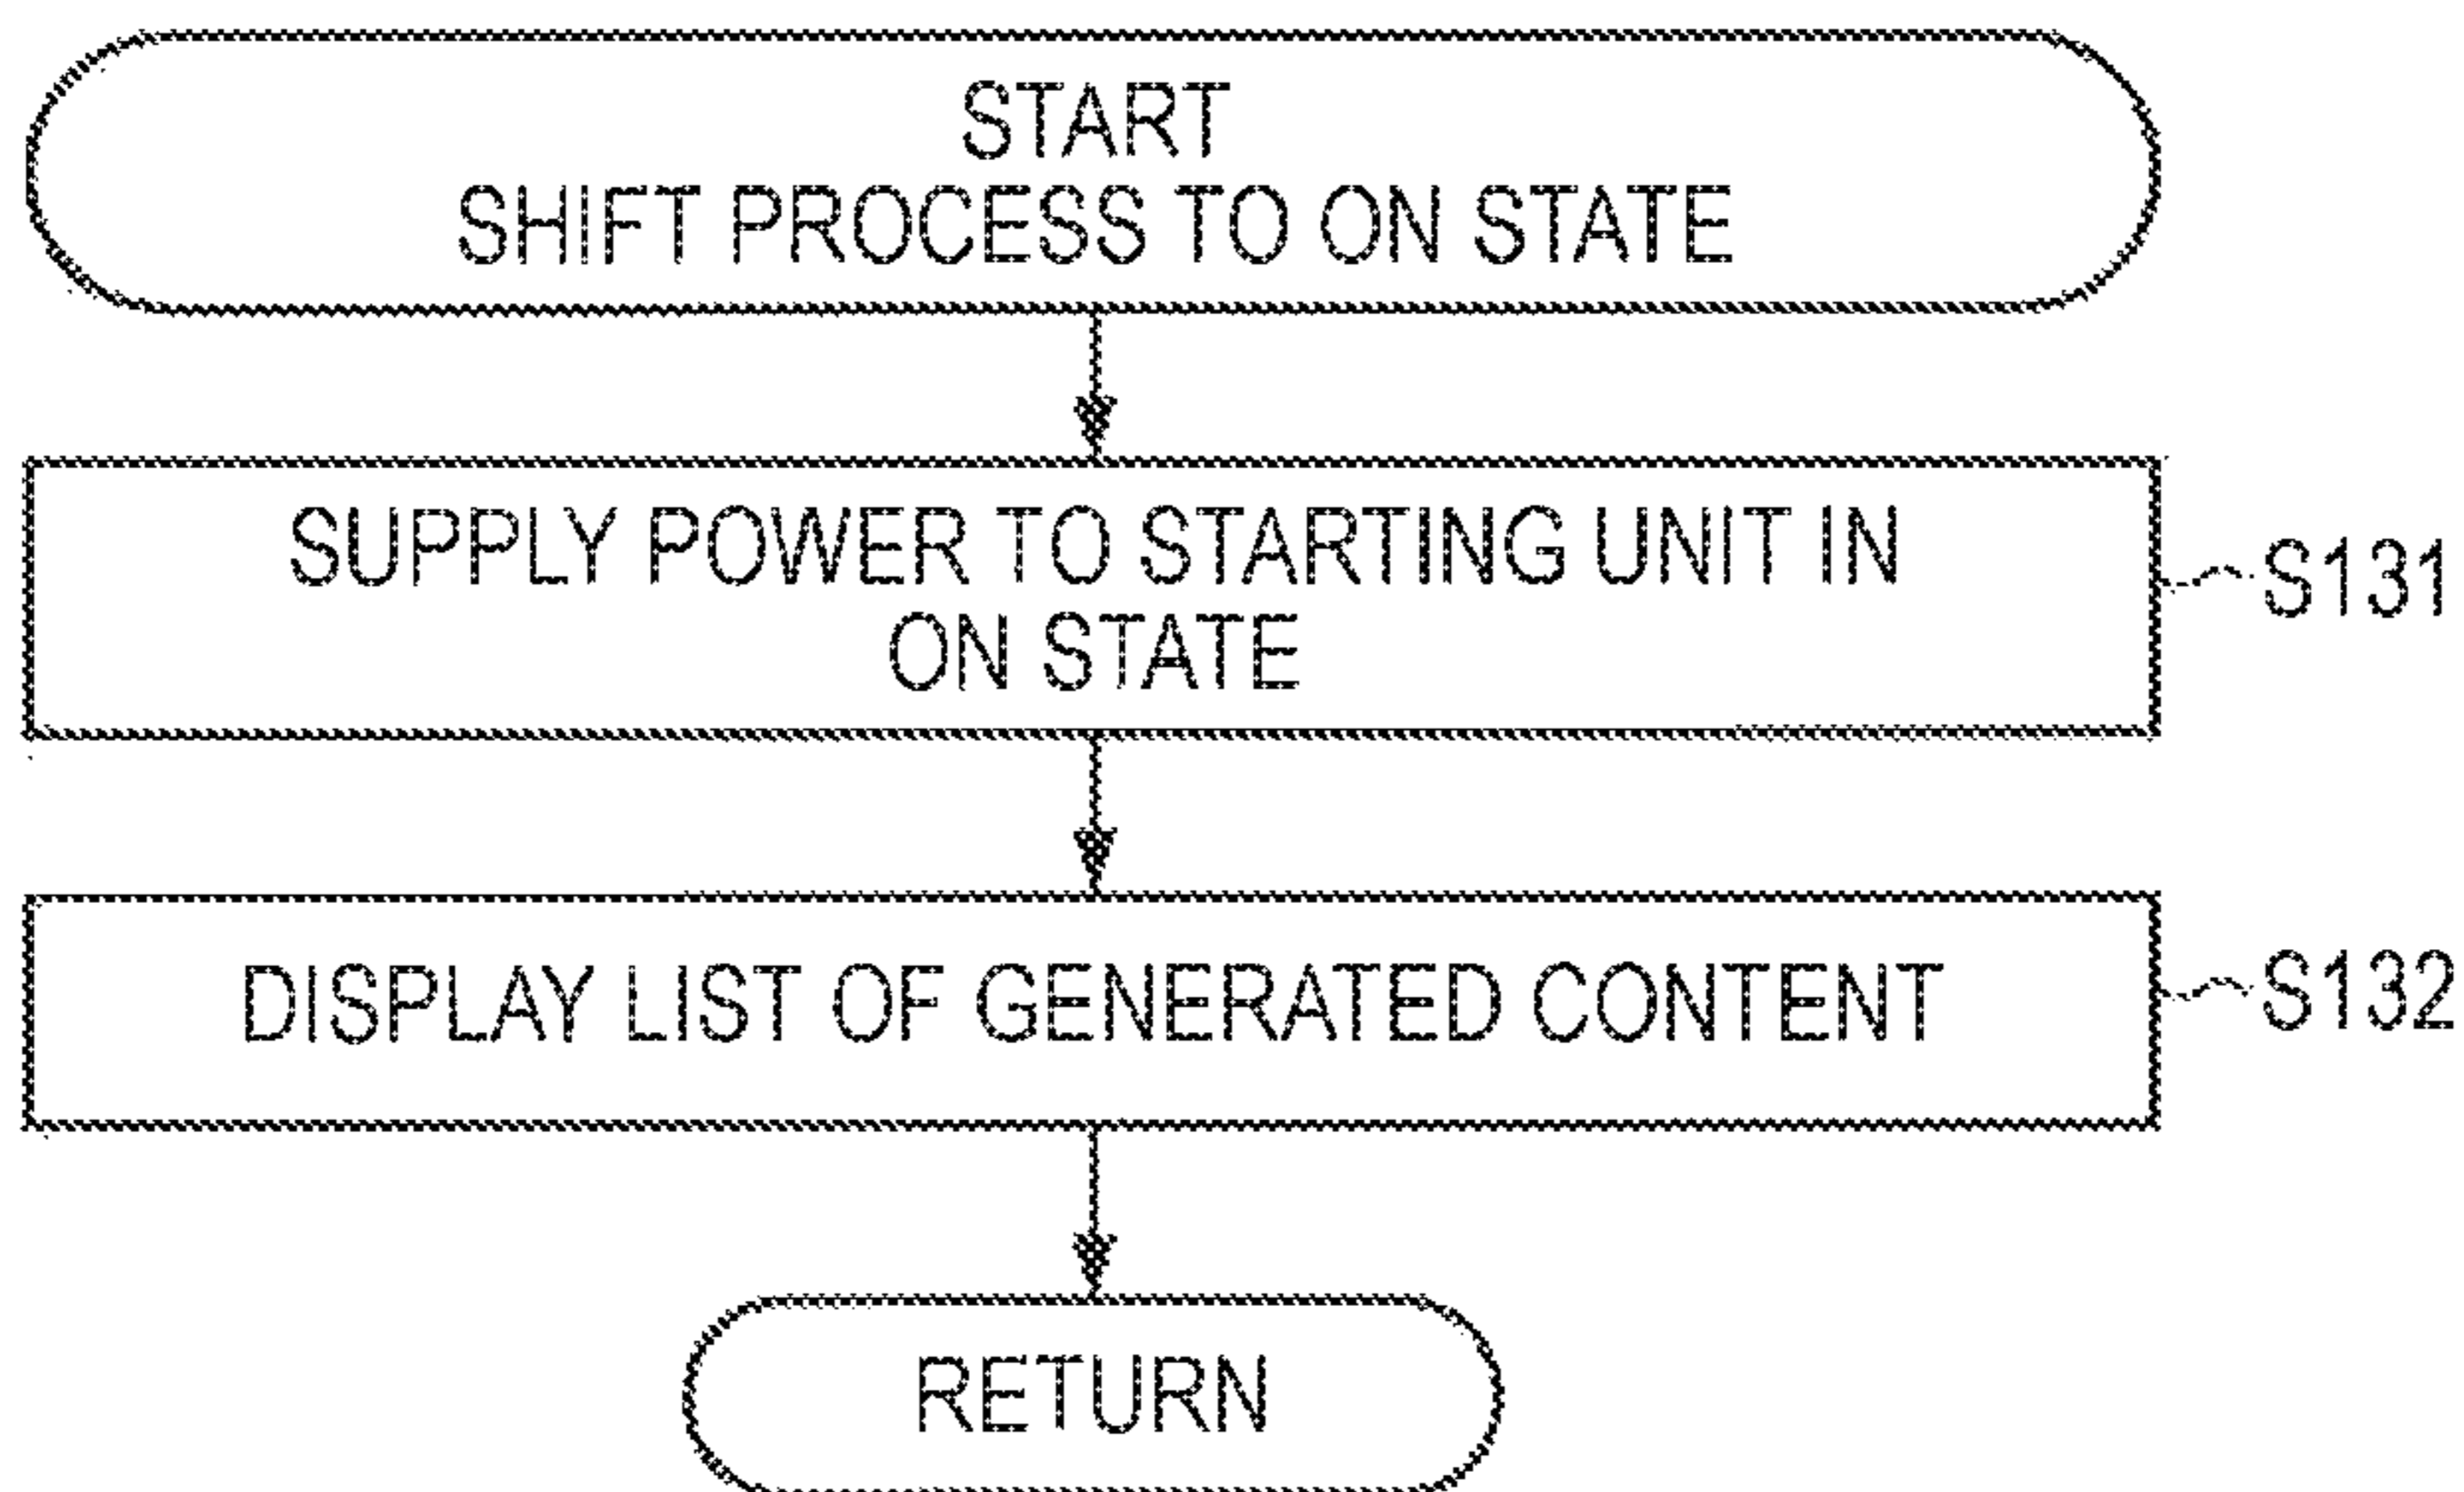 START
SHIFT PROCESS TO ON STATE
SUPPLY POWER TO STARTING UNIT IN
ON STATE
S131
DISPLAY LIST OF GENERATED CONTENT
S132
RETURN